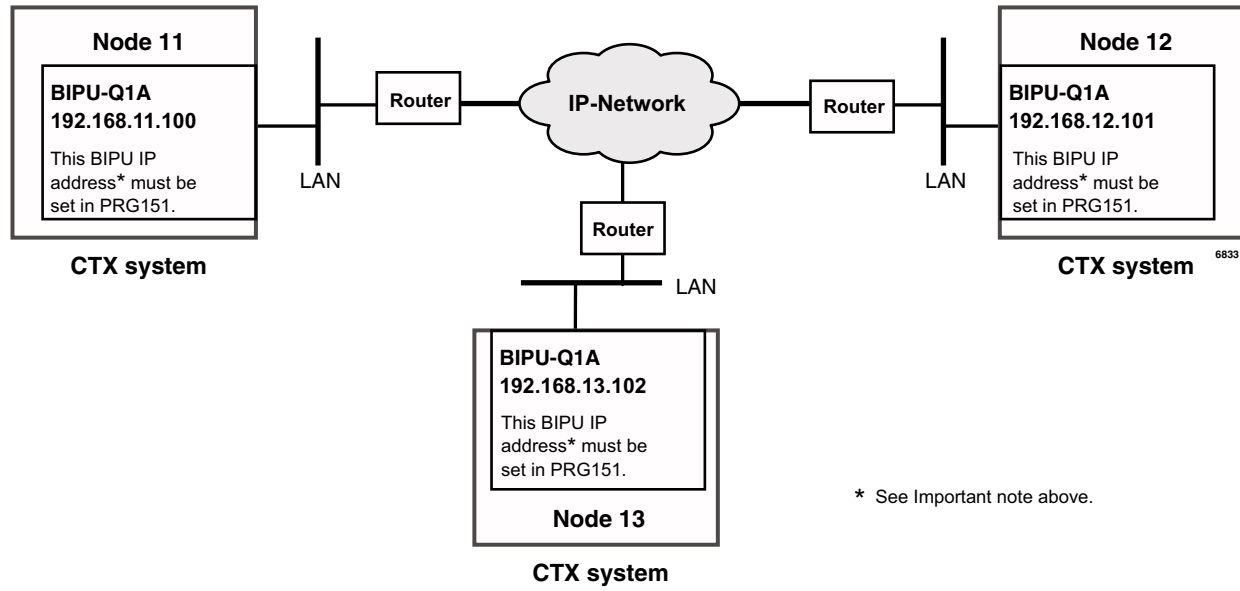 Node 11
BIPU-Q1A
192.168.11.100
This BIPU IP
address* must be
set in PRG151.
CTX system
LAN
Router
IP-Network
Router
LAN
Node 12
BIPU-Q1A
192.168.12.101
This BIPU IP
address* must be
set in PRG151.
CTX system
6833
Router
LAN
BIPU-Q1A
192.168.13.102
This BIPU IP
address* must be
set in PRG151.
Node 13
CTX system
* See Important note above.